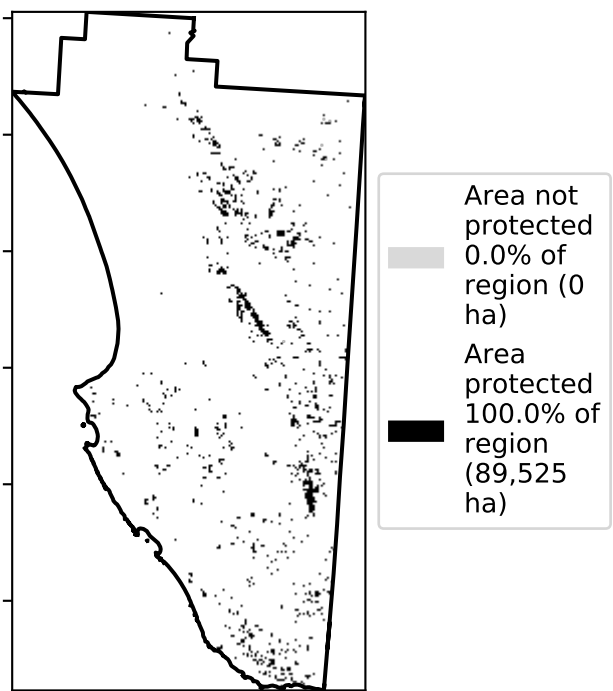 Area not
protected
0.0% of
region (0
ha)
Area
protected
100.0% of
region
(89,525
ha)